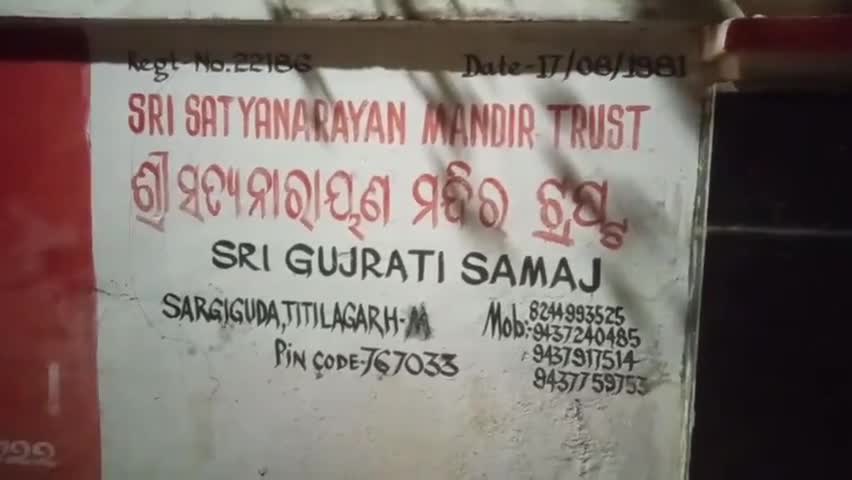 Regt-No.22186 Date-17/08/1981
SRI SATYANARAYAN MANDIR TRUST
ଶ୍ରୀ ସତ୍ୟନାରାୟଣ ମନ୍ଦିର ଟ୍ରଷ୍ଟ
SRI GUJRATI SAMAJ
SARGIGUDA,TITILAGARH-M
PIN CODE-767033
Mob:-8244993525
9437240485
9437917514
9437759753